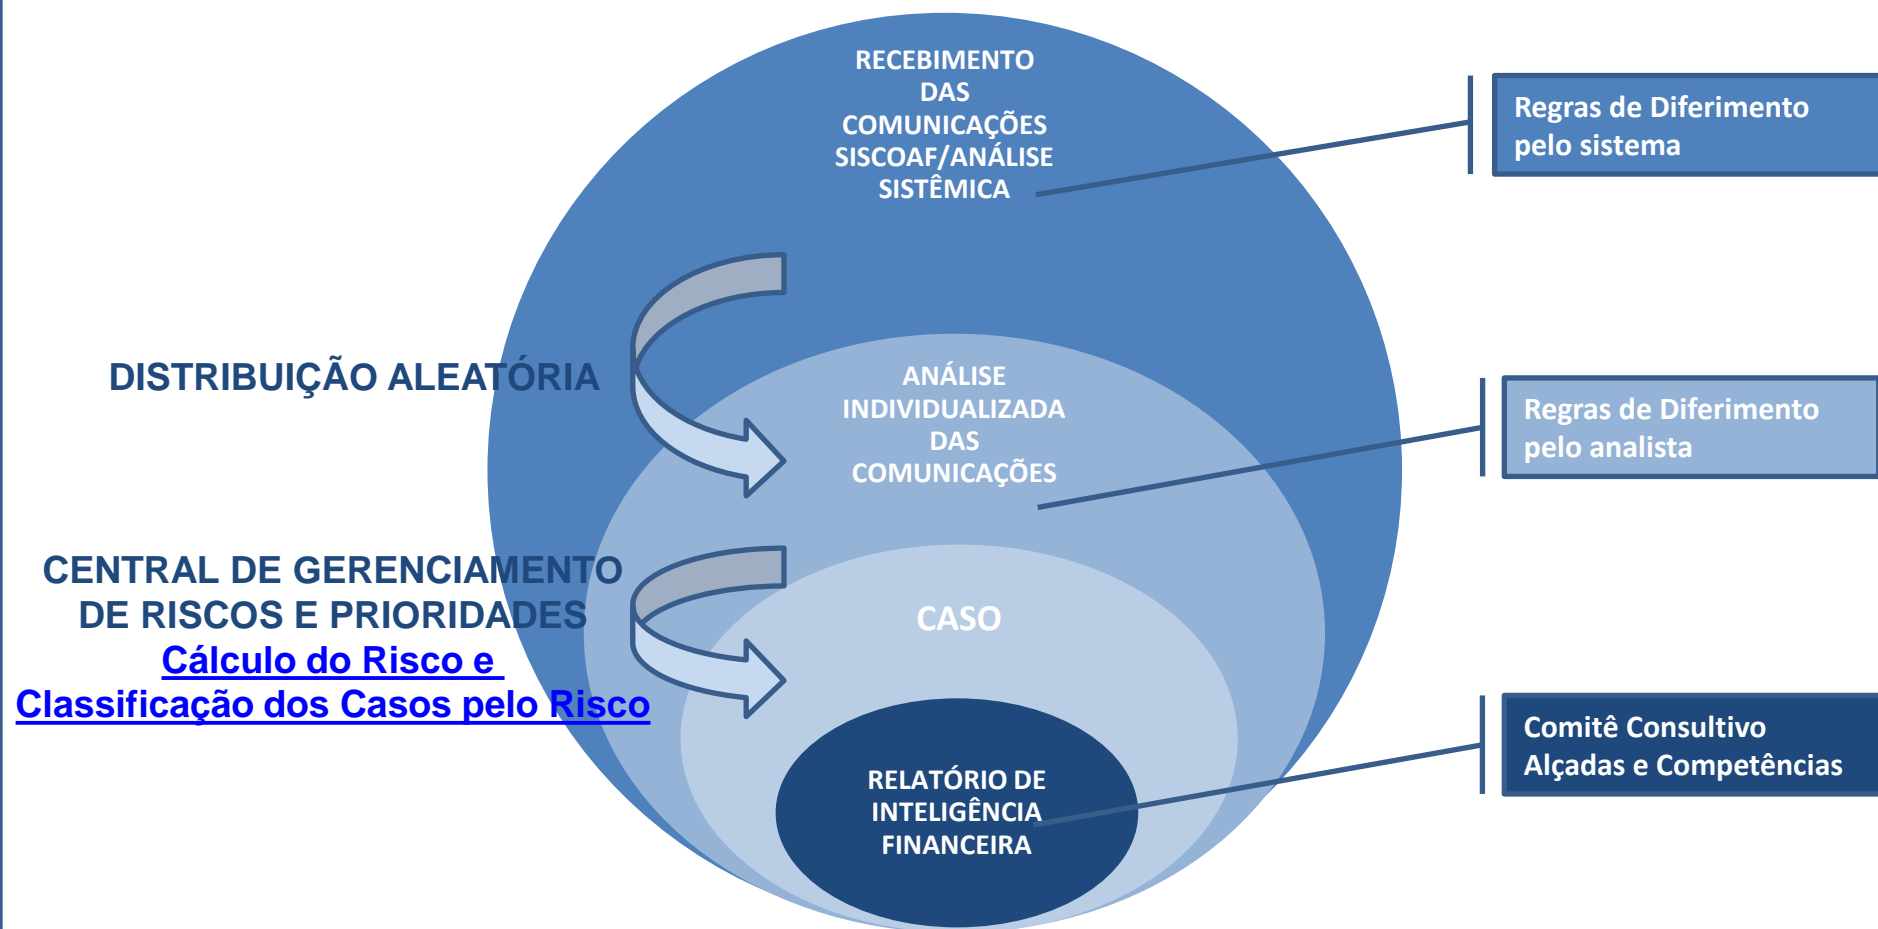 RECEBIMENTO
DAS
COMUNICAÇÕES
SISCOAF/ANÁLISE
SISTÊMICA
Regras de Diferimento
pelo sistema
DISTRIBUIÇÃO ALEATÓRIA
ANÁLISE
INDIVIDUALIZADA
DAS
COMUNICAÇÕES
Regras de Diferimento
pelo analista
CENTRAL DE GERENCIAMENTO
DE RISCOS E PRIORIDADES
Cálculo do Risco e
Classificação dos Casos pelo Risco
CASO
RELATÓRIO DE
INTELIGÊNCIA
FINANCEIRA
Comitê Consultivo
Alçadas e Competências